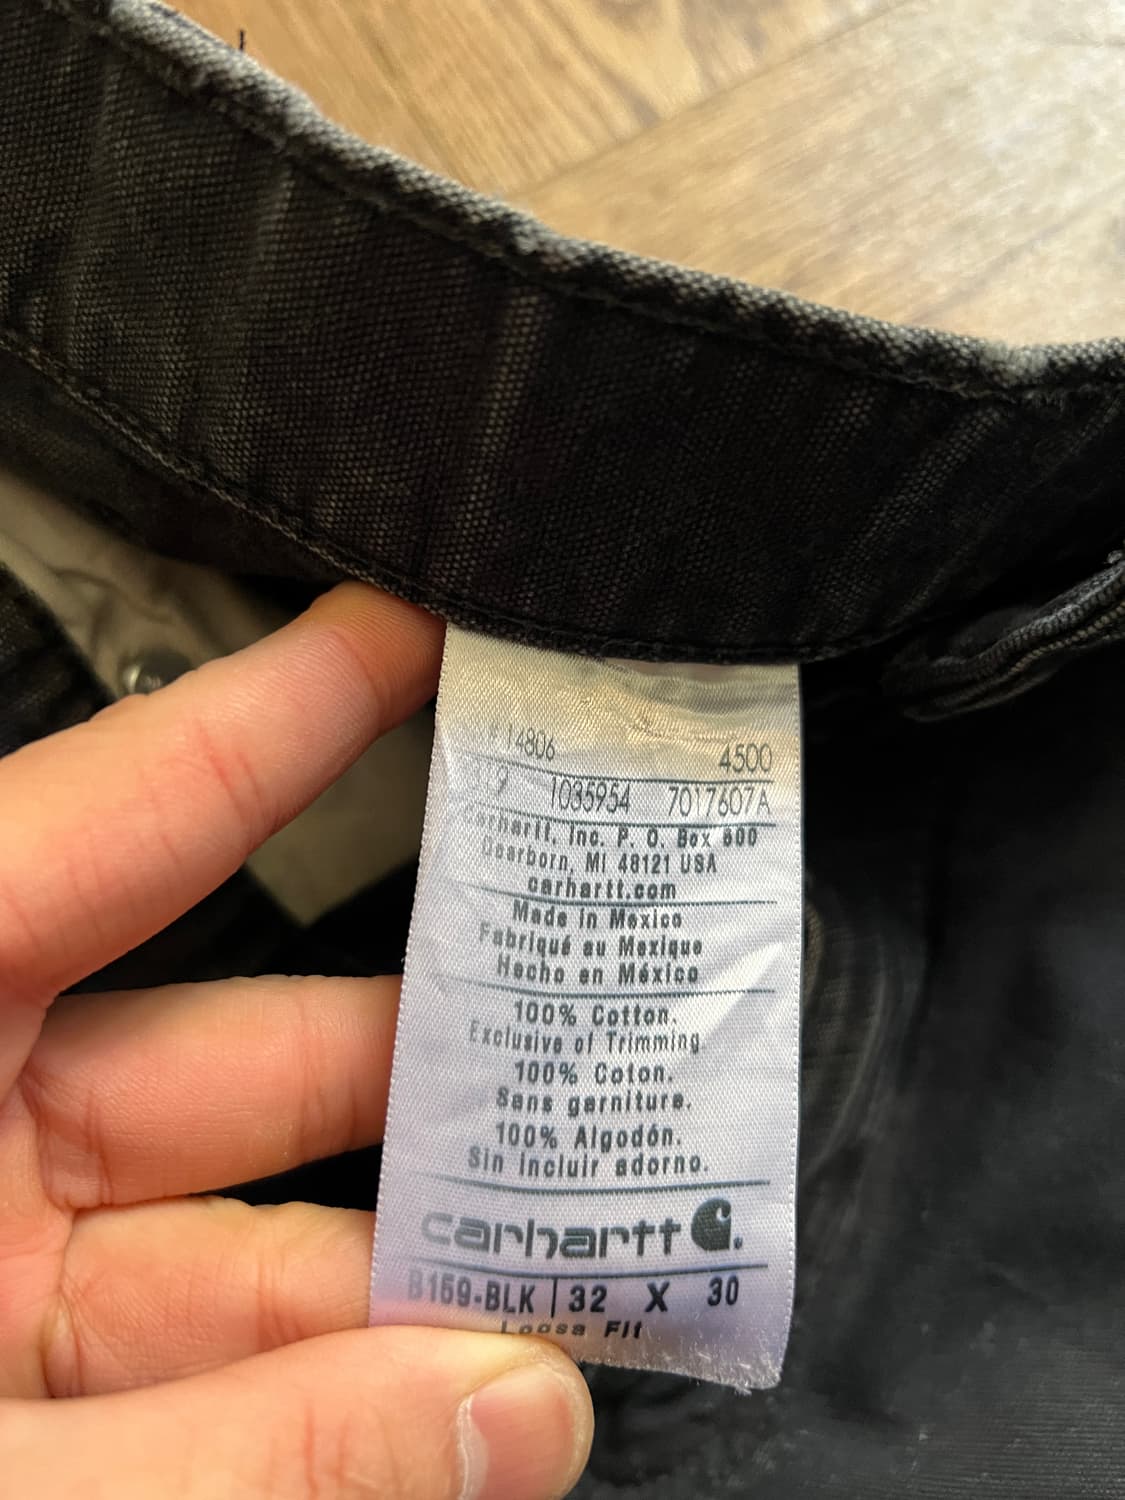 # 14806 4500
9 1035954 7017607A
Carhartt, Inc. P. O. Box 600
Dearborn, MI 48121 USA
carhartt.com
Made in Mexico
Fabriqué au Mexique
Hecho en México
100% Cotton.
Exclusive of Trimming.
100% Coton.
Sans garniture.
100% Algodón.
Sin incluir adorno.
carhartt
B159-BLK | 32 X 30
Loose Fit